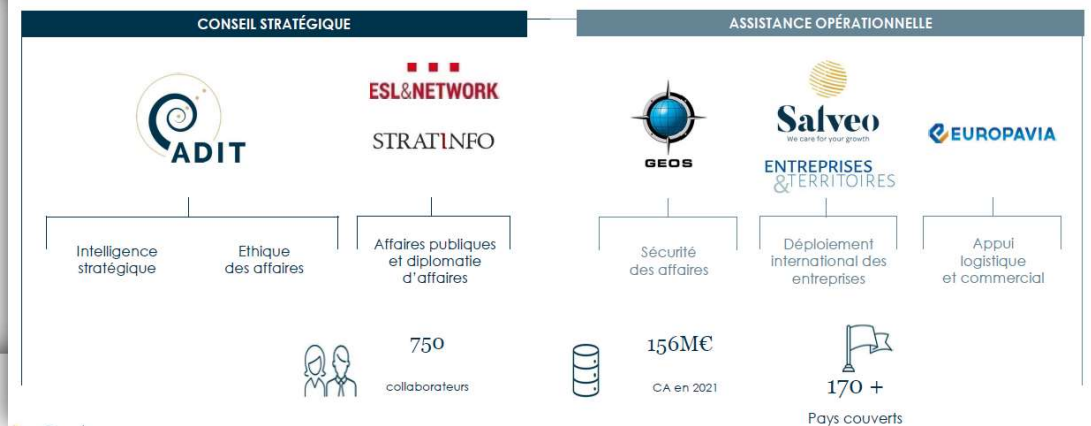 CONSEIL STRATÉGIQUE
ASSISTANCE OPÉRATIONNELLE
ADIT
ESL&NETWORK
STRATINFO
GEOS
Salveo
We care for your growth
ENTREPRISES
&TERRITOIRES
EUROPAVIA
Intelligence
stratégique
Ethique
des affaires
Affaires publiques
et diplomatie
d'affaires
Sécurité
des affaires
Déploiement
international des
entreprises
Appui
logistique
et commercial
750
collaborateurs
156M€
CA en 2021
170 +
Pays couverts